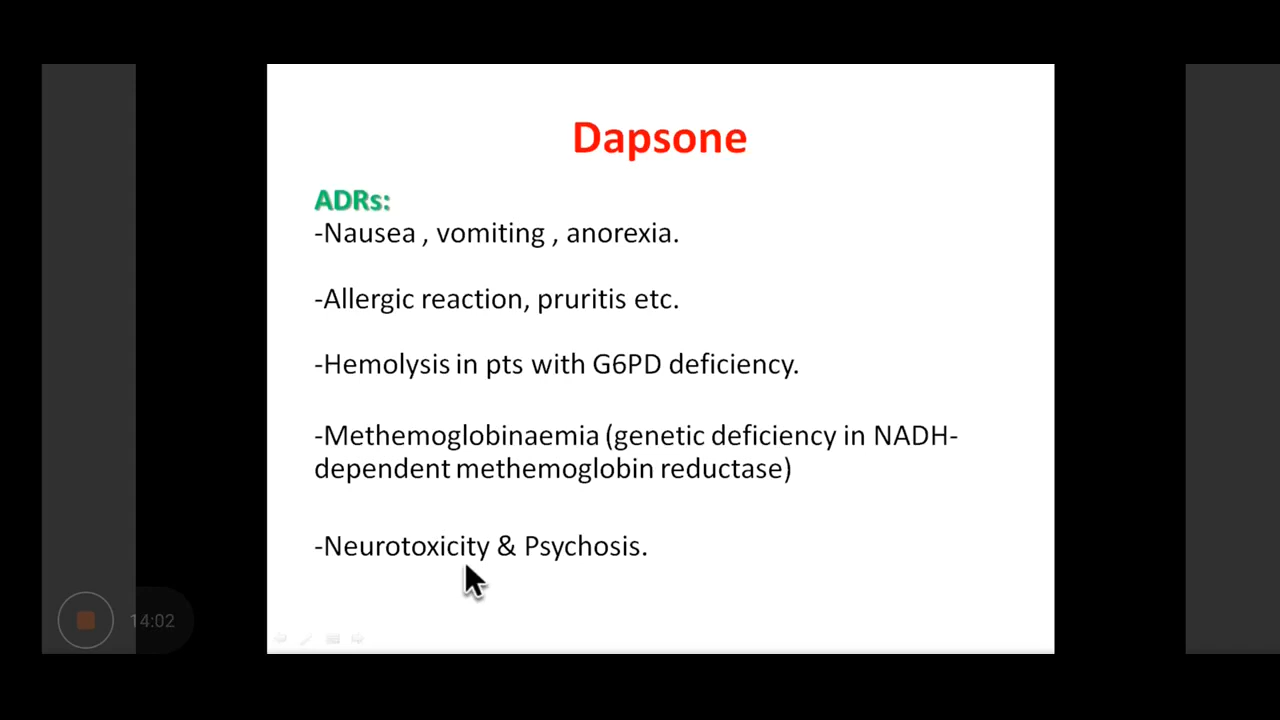 Dapsone
ADRs:
-Nausea , vomiting , anorexia.
-Allergic reaction, pruritis etc.
-Hemolysis in pts with G6PD deficiency.
-Methemoglobinaemia (genetic deficiency in NADH-
dependent methemoglobin reductase)
-Neurotoxicity & Psychosis.
14:02